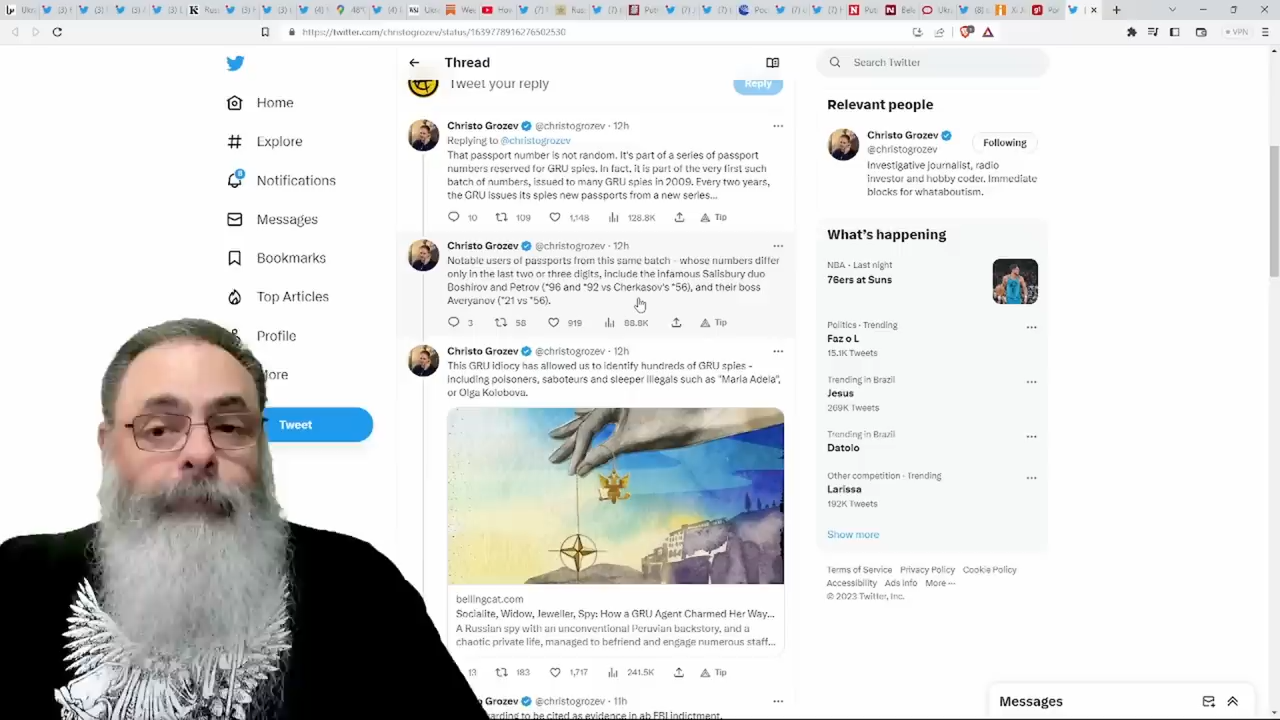 https://twitter.com/christogrozev/status/1639778916276502530
VPN
Home
Explore
8
Notifications
Messages
Bookmarks
Top Articles
Profile
More
Tweet
Thread
Tweet your reply
Reply
Christo Grozev @christogrozev · 12h
Replying to @christogrozev
That passport number is not random. It's part of a series of passport
numbers reserved for GRU spies. In fact, it is part of the very first such
batch of numbers, issued to many GRU spies in 2009. Every two years,
the GRU issues its spies new passports from a new series...
10 109 1,148 128.8K Tip
Christo Grozev @christogrozev · 12h
Notable users of passports from this same batch - whose numbers differ
only in the last two or three digits, include the infamous Salisbury duo
Boshirov and Petrov (*96 and *92 vs Cherkasov's *56), and their boss
Averyanov (*21 vs *56).
3 58 919 88.8K Tip
Christo Grozev @christogrozev · 12h
This GRU idiocy has allowed us to identify hundreds of GRU spies -
including poisoners, saboteurs and sleeper illegals such as "Maria Adela",
or Olga Kolobova.
bellingcat.com
Socialite, Widow, Jeweller, Spy: How a GRU Agent Charmed Her Way...
A Russian spy with an unconventional Peruvian backstory, and a
chaotic private life, managed to befriend and engage numerous staff...
13 183 1,717 241.5K Tip
Grozev @christogrozev · 11h
to be cited as evidence in ab FBI indictment.
Search Twitter
Relevant people
Christo Grozev
@christogrozev
Following
Investigative journalist, radio
investor and hobby coder. Immediate
blocks for whataboutism.
What's happening
NBA · Last night
76ers at Suns
Politics · Trending
Faz o L
15.1K Tweets
Trending in Brazil
Jesus
269K Tweets
Trending in Brazil
Datolo
Other competition · Trending
Larissa
192K Tweets
Show more
Terms of Service Privacy Policy Cookie Policy
Accessibility Ads info More ···
© 2023 Twitter, Inc.
Messages